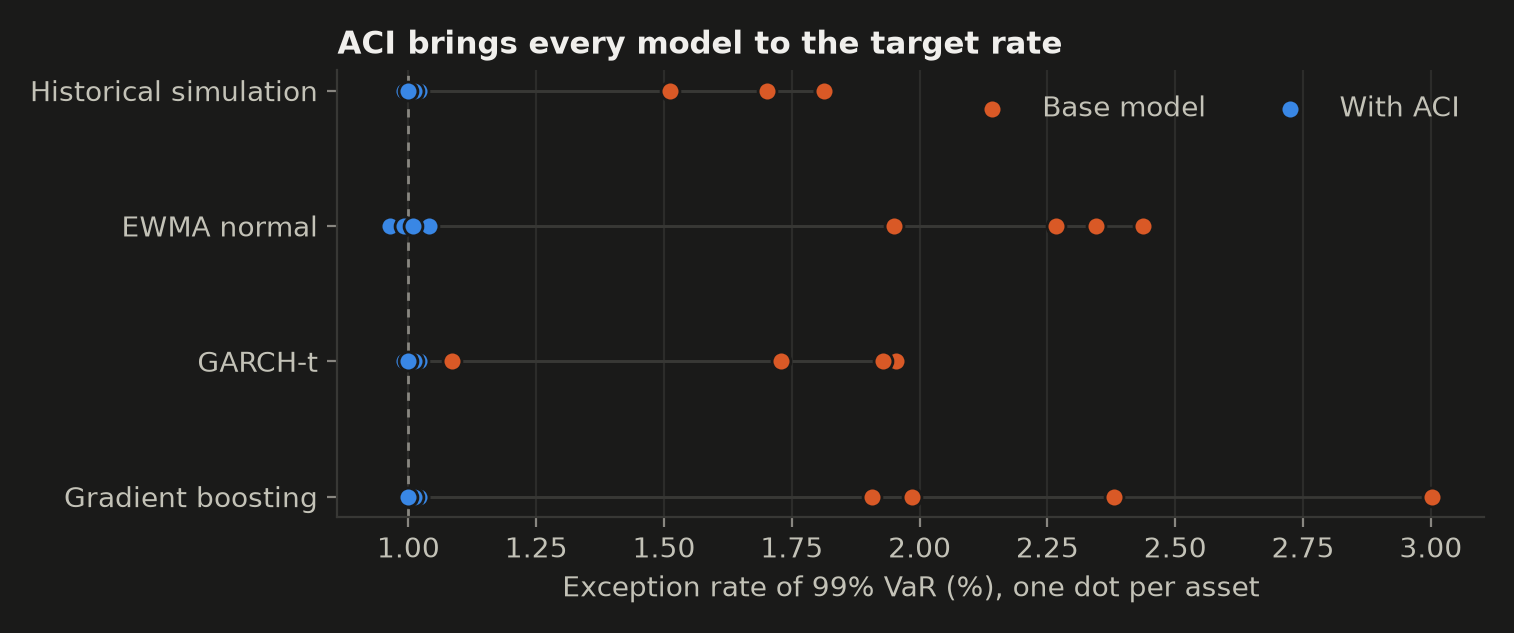 ACI brings every model to the target rate
Historical simulation
Base model
With ACI
EWMA normal
GARCH-t
Gradient boosting
1.00 1.25 1.50 1.75 2.00 2.25 2.50 2.75 3.00
Exception rate of 99% VaR (%), one dot per asset